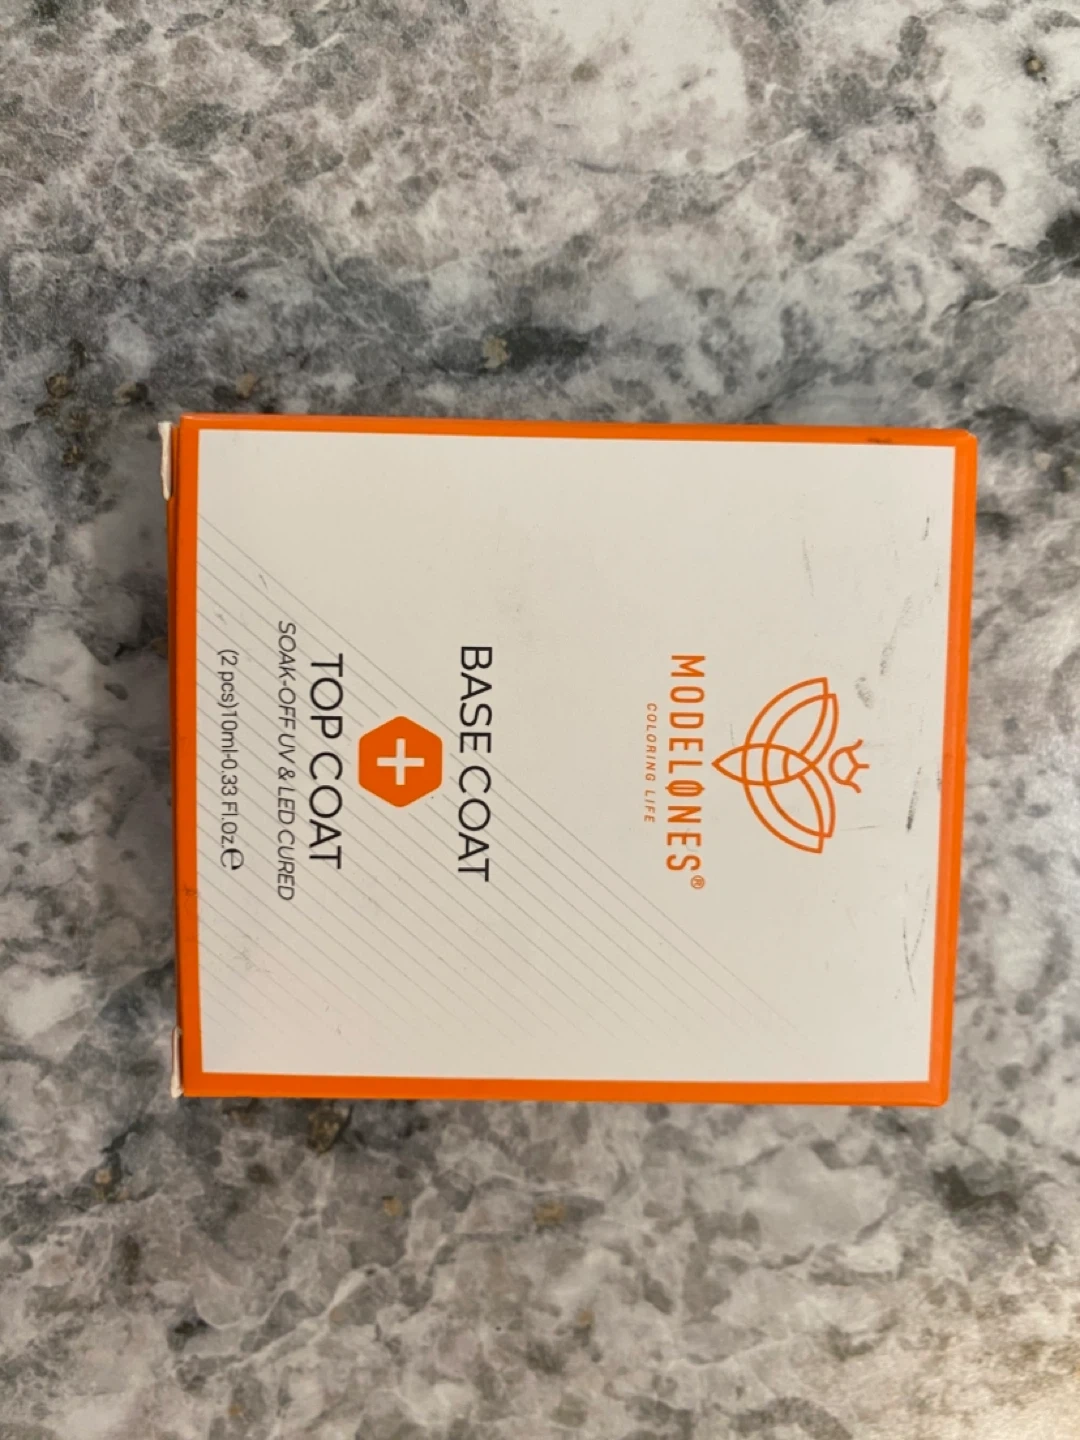 MODELONES®
COLORING LIFE
BASE COAT
+
TOP COAT
SOAK-OFF UV & LED CURED
(2 pcs)10ml-0.33 Fl.Oz.℮